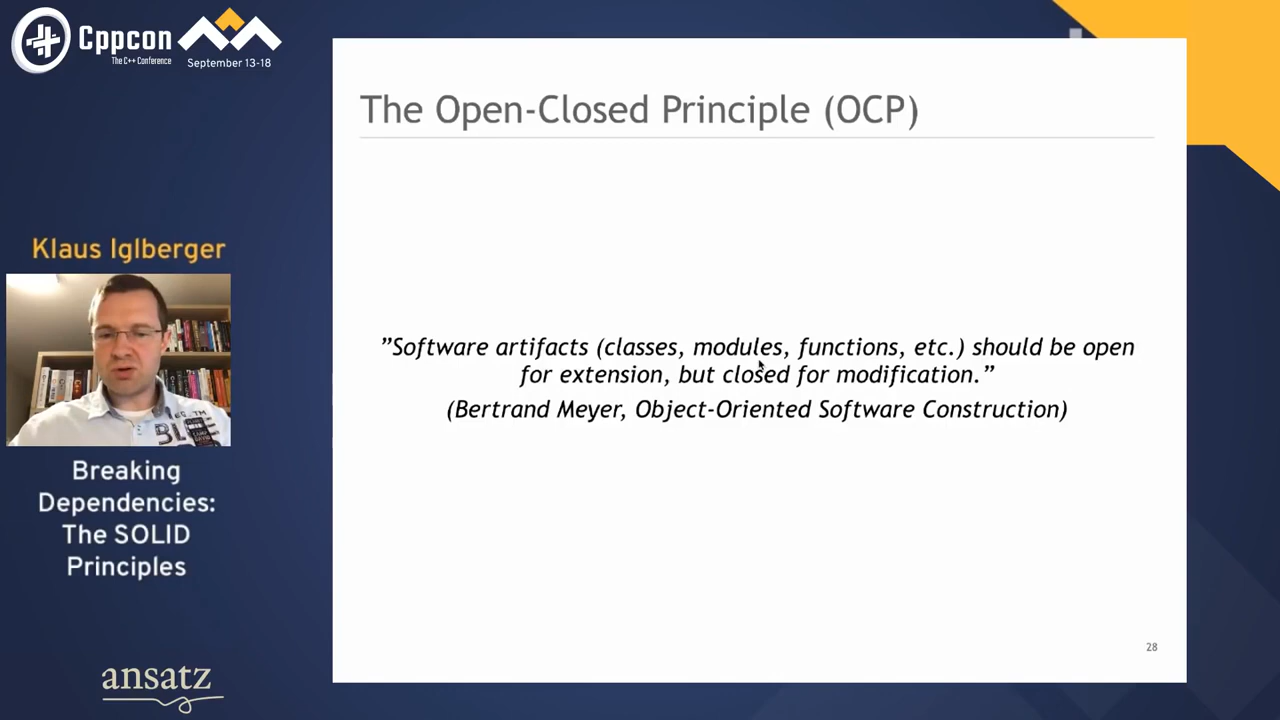 Cppcon
The C++ Conference
September 13-18
Klaus Iglberger
Breaking
Dependencies:
The SOLID
Principles
ansatz
The Open-Closed Principle (OCP)
”Software artifacts (classes, modules, functions, etc.) should be open
for extension, but closed for modification.”
(Bertrand Meyer, Object-Oriented Software Construction)
28